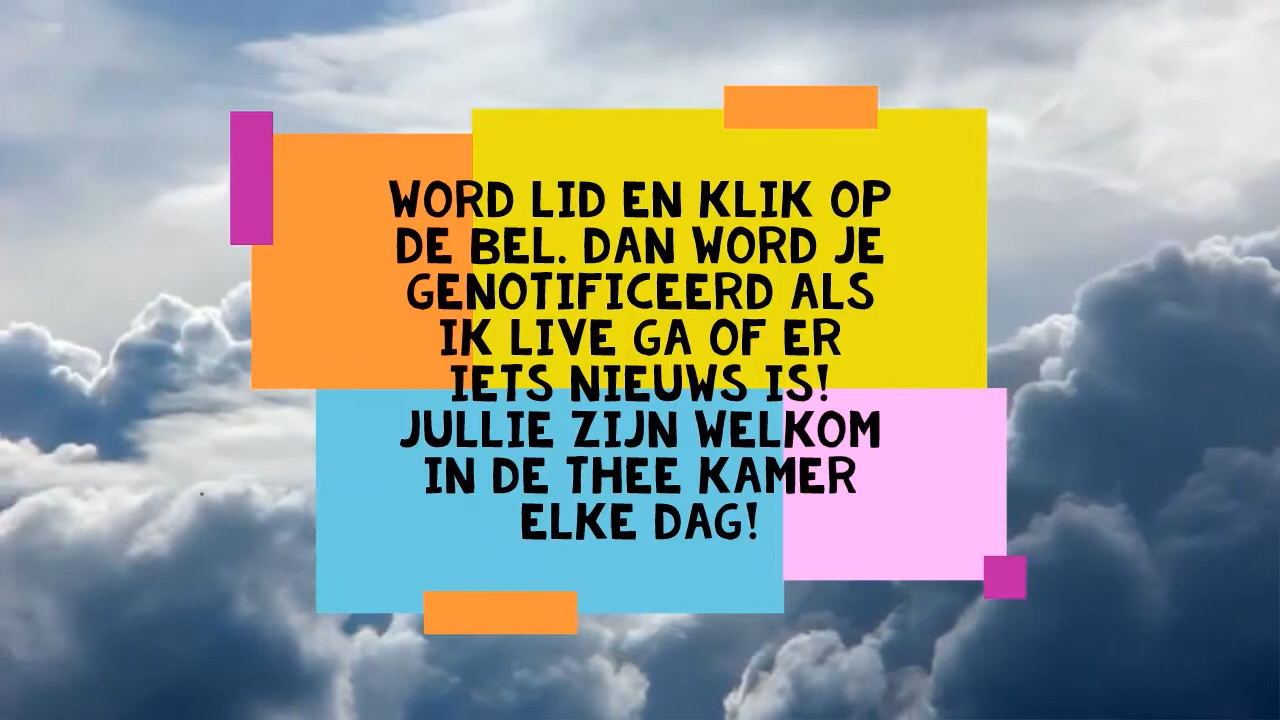 WORD LID EN KLIK OP
DE BEL. DAN WORD JE
GENOTIFICEERD ALS
IK LIVE GA OF ER
IETS NIEUWS IS!
JULLIE ZIJN WELKOM
IN DE THEE KAMER
ELKE DAG!